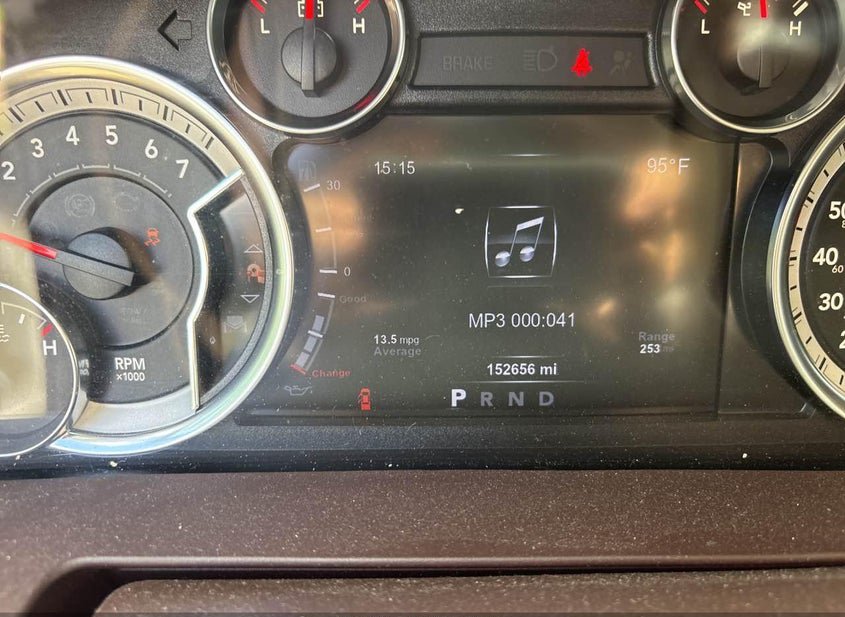 L H
BRAKE
L H
2 3 4 5 6 7
RPM
x1000
H
15:15
95°F
30
0
Good
Change
MP3 000:041
13.5 mpg
Average
Range
253
152656 mi
P R N D
50
40
60
30
2